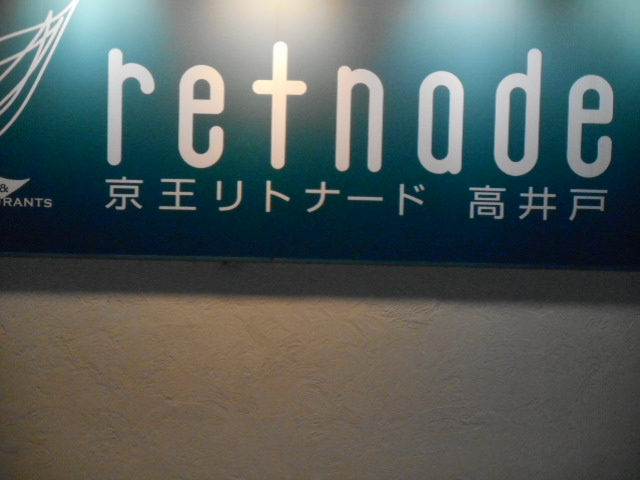 retnade
京王リトナード 高井戸
&